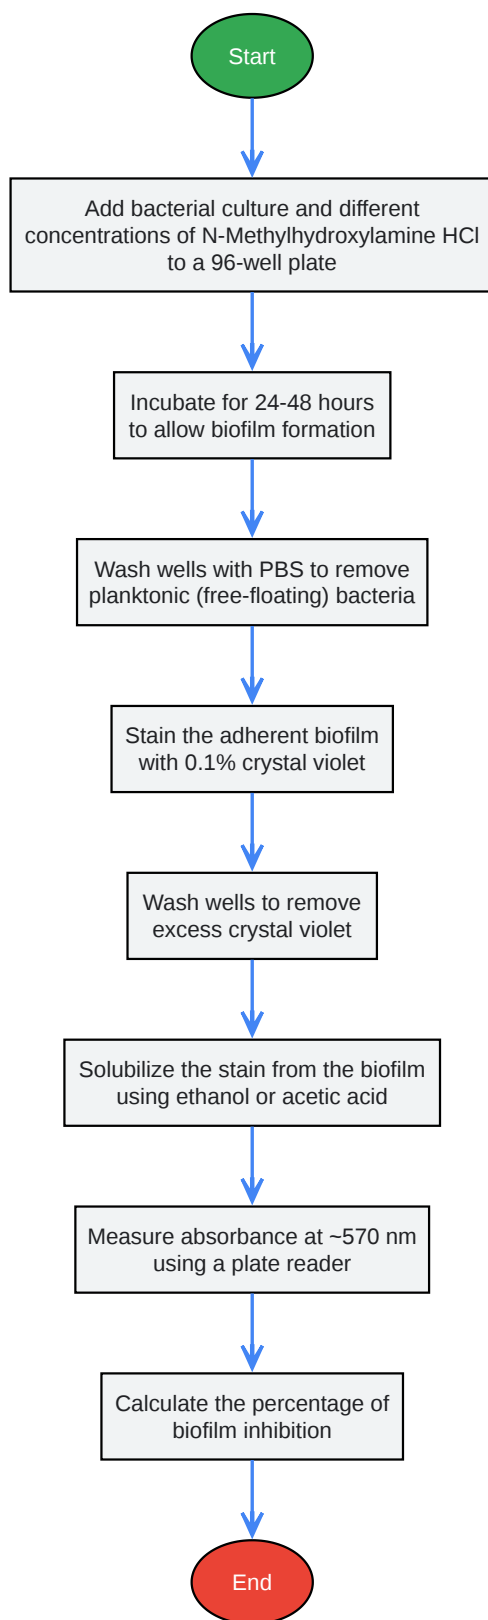 Start
Add bacterial culture and different
concentrations of N-Methylhydroxylamine HCl
to a 96-well plate
Incubate for 24-48 hours
to allow biofilm formation
Wash wells with PBS to remove
planktonic (free-floating) bacteria
Stain the adherent biofilm
with 0.1% crystal violet
Wash wells to remove
excess crystal violet
Solubilize the stain from the biofilm
using ethanol or acetic acid
Measure absorbance at ~570 nm
using a plate reader
Calculate the percentage of
biofilm inhibition
End